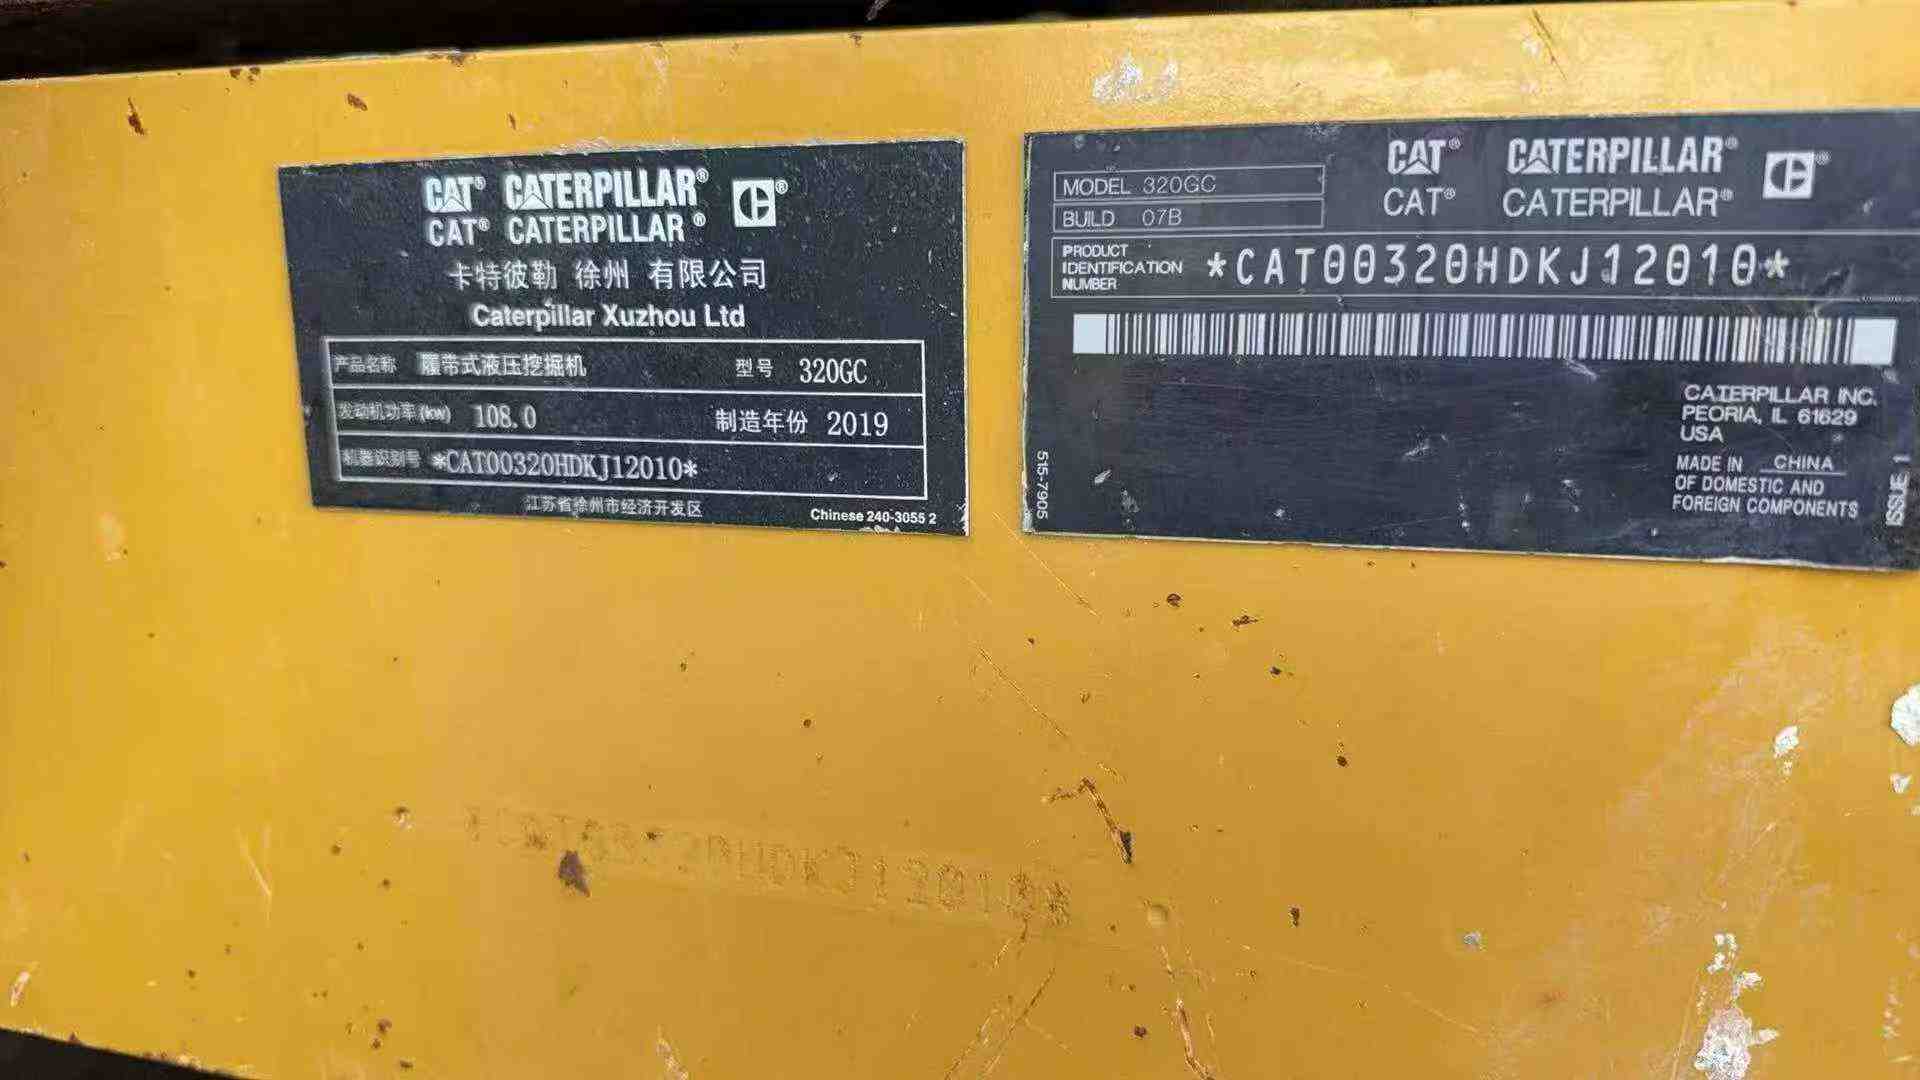 CAT® CATERPILLAR®
CAT® CATERPILLAR®
卡特彼勒 徐州 有限公司
Caterpillar Xuzhou Ltd
产品名称 履带式液压挖掘机 型号 320GC
发动机功率(kw) 108.0 制造年份 2019
机器识别号 *CAT00320HDKJ12010*
江苏省徐州市经济开发区
Chinese 240-3055 2
CAT® CATERPILLAR®
CAT® CATERPILLAR®
MODEL 320GC
BUILD 07B
PRODUCT IDENTIFICATION NUMBER *CAT00320HDKJ12010*
CATERPILLAR INC.
PEORIA, IL 61629
USA
MADE IN CHINA
OF DOMESTIC AND
FOREIGN COMPONENTS
515-7905
ISSUE 1
*CAT00320HDKJ12010*